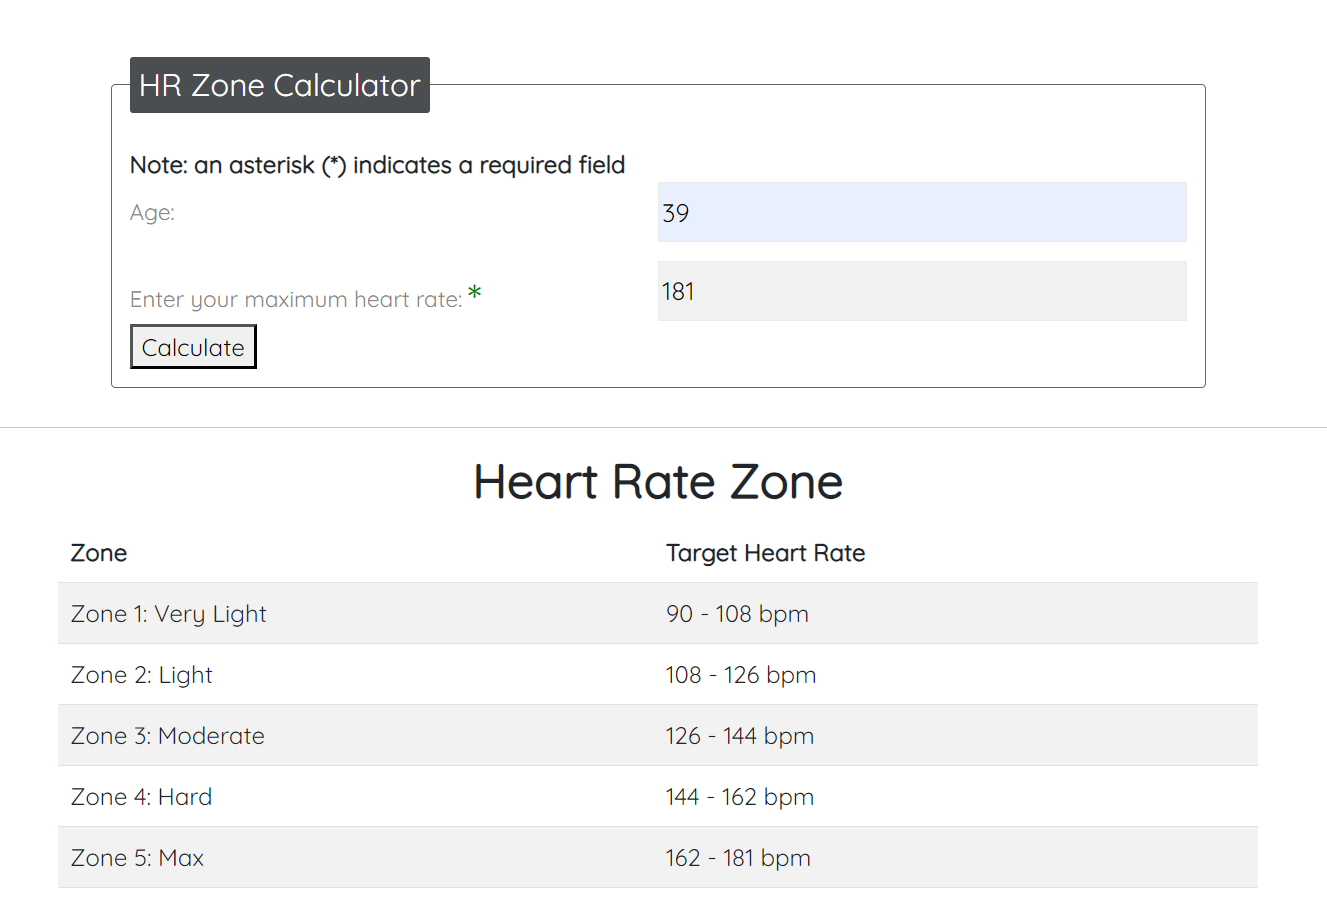 HR Zone Calculator
Note: an asterisk (*) indicates a required field
Age: 39
Enter your maximum heart rate: * 181
Calculate
Heart Rate Zone
Zone Target Heart Rate
Zone 1: Very Light 90 - 108 bpm
Zone 2: Light 108 - 126 bpm
Zone 3: Moderate 126 - 144 bpm
Zone 4: Hard 144 - 162 bpm
Zone 5: Max 162 - 181 bpm